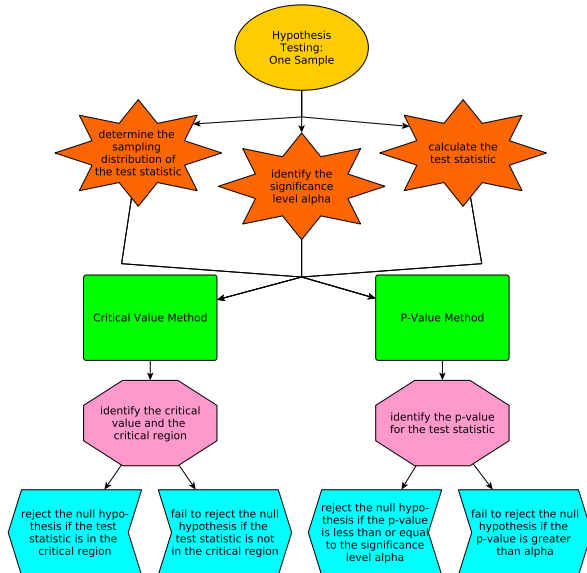 Hypothesis
Testing:
One Sample
determine the
sampling
distribution of
the test statistic
identify the
significance
level alpha
calculate the
test statistic
Critical Value Method
P-Value Method
identify the critical
value and the
critical region
identify the p-value
for the test statistic
reject the null hypo-
thesis if the test
statistic is in the
critical region
fail to reject the null
hypothesis if the
test statistic is not
in the critical region
reject the null hypo-
thesis if the p-value
is less than or equal
to the significance
level alpha
fail to reject the null
hypothesis if the
p-value is greater
than alpha